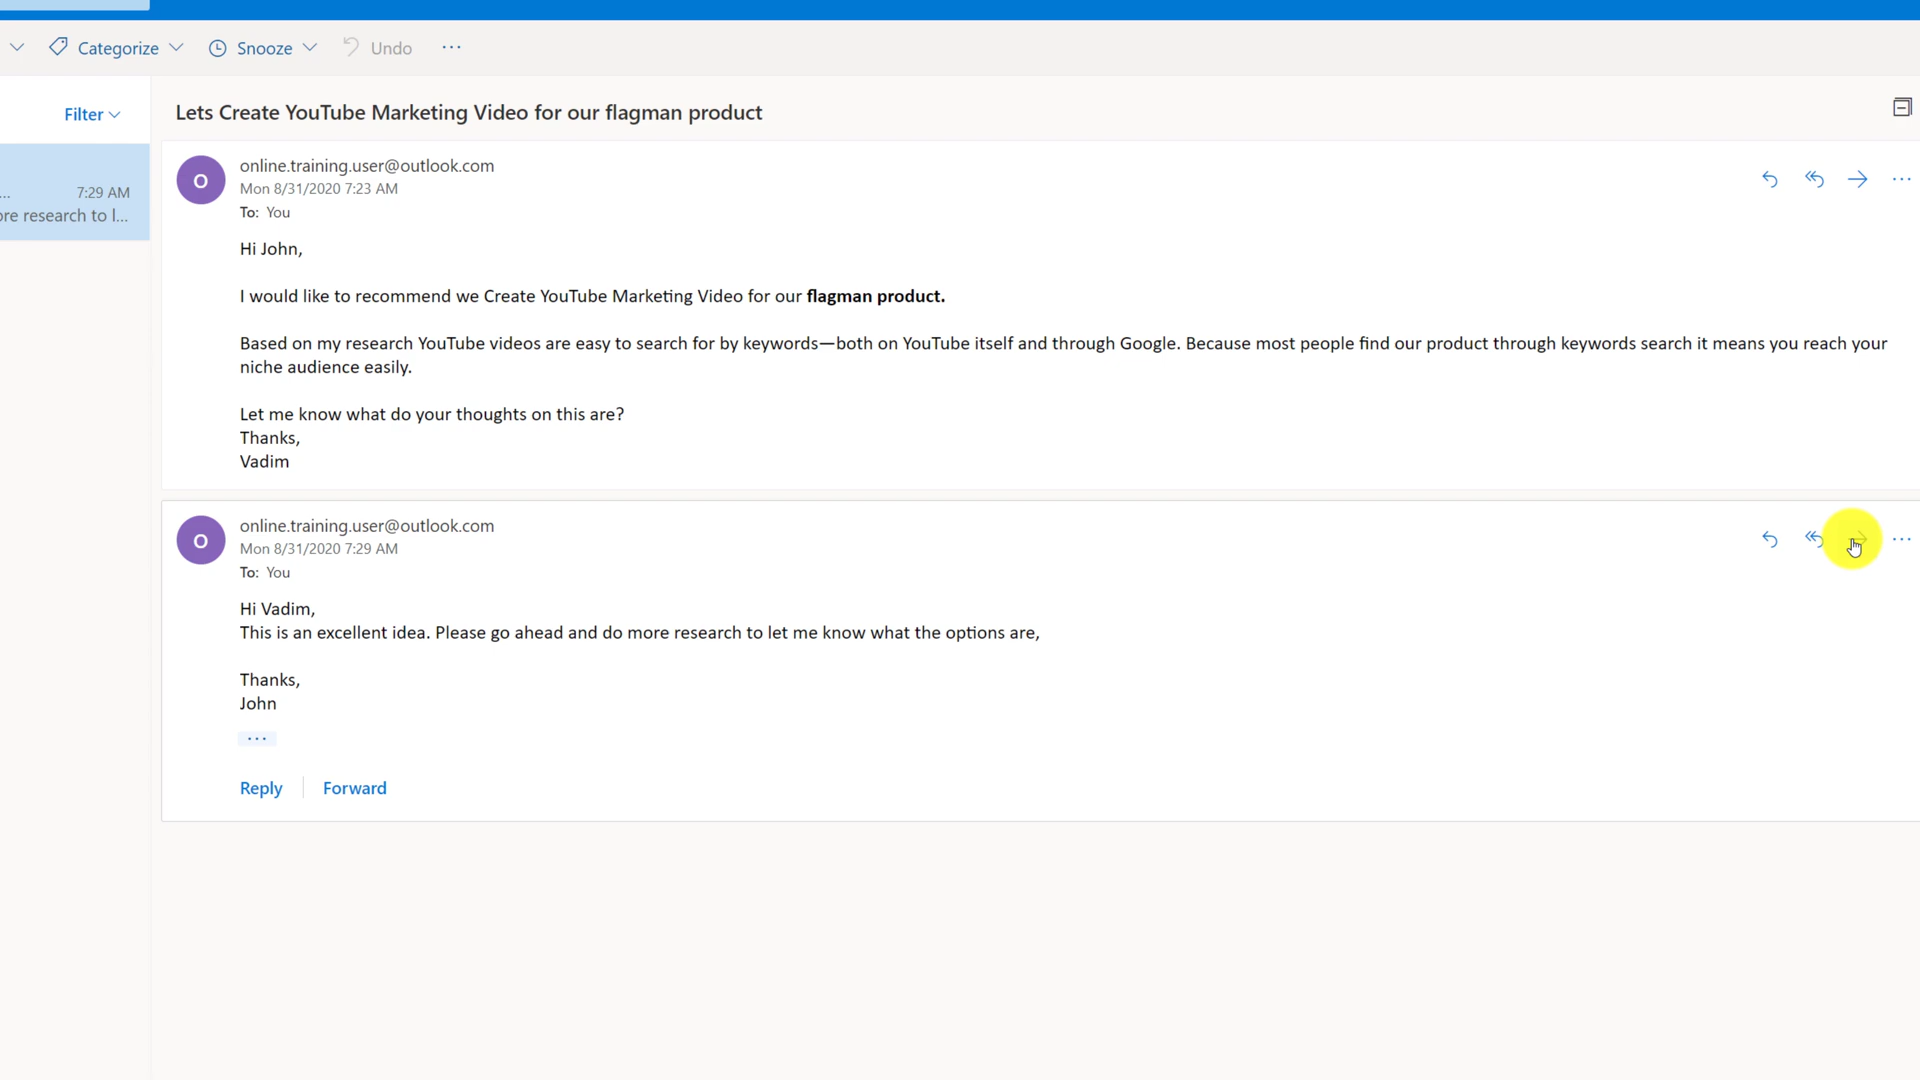 Categorize Snooze Undo ...
Filter
Lets Create YouTube Marketing Video for our flagman product
O
online.training.user@outlook.com
Mon 8/31/2020 7:23 AM
To: You
... 7:29 AM
ore research to l...
Hi John,
I would like to recommend we Create YouTube Marketing Video for our flagman product.
Based on my research YouTube videos are easy to search for by keywords—both on YouTube itself and through Google. Because most people find our product through keywords search it means you reach your
niche audience easily.
Let me know what do your thoughts on this are?
Thanks,
Vadim
O
online.training.user@outlook.com
Mon 8/31/2020 7:29 AM
To: You
Hi Vadim,
This is an excellent idea. Please go ahead and do more research to let me know what the options are,
Thanks,
John
...
Reply Forward